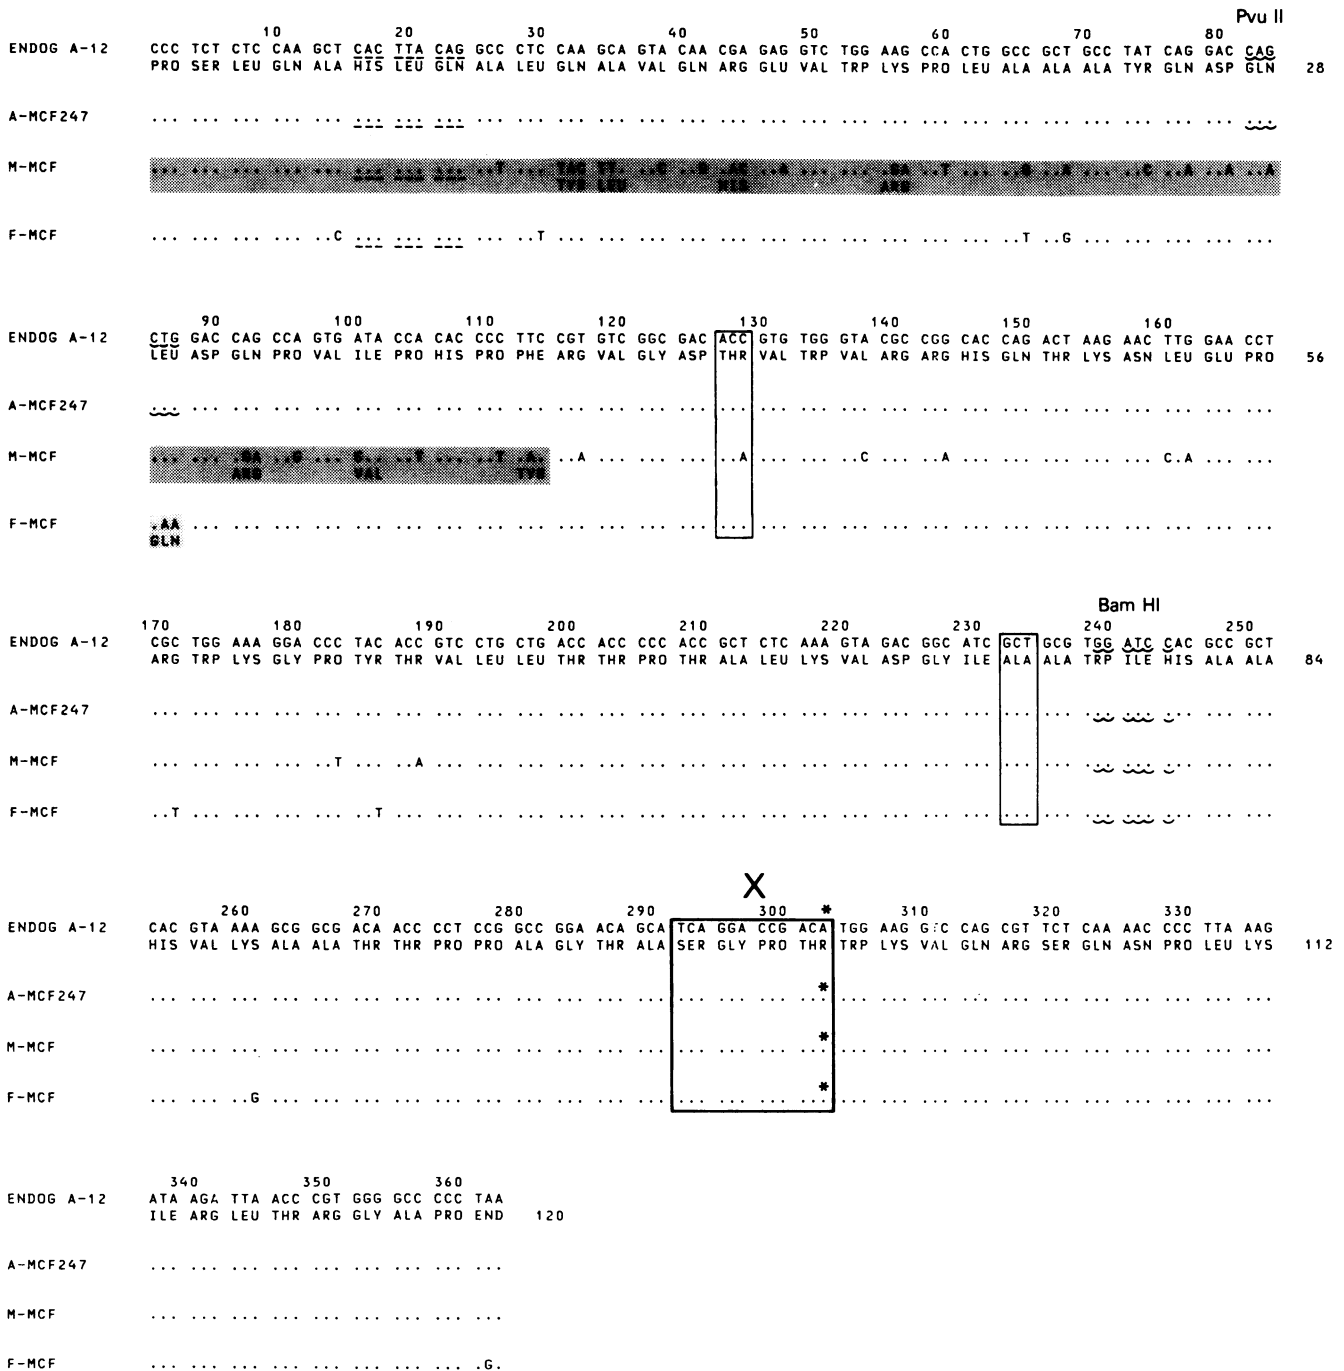 Pvu II
10 20 30 40 50 60 70 80
ENDOG A-12 CCC TCT CTC CAA GCT CAC TTA CAG GCC CTC CAA GCA GTA CAA CGA GAG GTC TGG AAG CCA CTG GCC GCT GCC TAT CAG GAC CAG
PRO SER LEU GLN ALA HIS LEU GLN ALA LEU GLN ALA VAL GLN ARG GLU VAL TRP LYS PRO LEU ALA ALA ALA TYR GLN ASP GLN 28
A-MCF247 ... ... ... ... ... ... ... ... ... ... ... ... ... ... ... ... ... ... ... ... ... ... ... ... ... ... ... ...
M-MCF ... ... ... ... ... ... ... ... ..T ... TAG TT. ..G ..G .AC ..A ... ... .GA ..T ... ..G ..A ... ..C ..A ..A ..A
ARG
F-MCF ... ... ... ... ..C ... ... ... ... ..T ... ... ... ... ... ... ... ... ... ... ... ..T ..G ... ... ... ... ...
90 100 110 120 130 140 150 160
ENDOG A-12 CTG GAC CAG CCA GTG ATA CCA CAC CCC TTC CGT GTC GGC GAC ACC GTG TGG GTA CGC CGG CAC CAG ACT AAG AAC TTG GAA CCT
LEU ASP GLN PRO VAL ILE PRO HIS PRO PHE ARG VAL GLY ASP THR VAL TRP VAL ARG ARG HIS GLN THR LYS ASN LEU GLU PRO 56
A-MCF247 ... ... ... ... ... ... ... ... ... ... ... ... ... ... ... ... ... ... ... ... ... ... ... ... ... ... ... ...
M-MCF ... ... .GA ..G ... G.. ..T ... ..T .A. ..A ... ... ... ..A ... ... ..C ... ..A ... ... ... ... ... C.A ... ...
ARG VAL TYR
F-MCF .AA ... ... ... ... ... ... ... ... ... ... ... ... ... ... ... ... ... ... ... ... ... ... ... ... ... ... ...
GLN
Bam HI
170 180 190 200 210 220 230 240 250
ENDOG A-12 CGC TGG AAA GGA CCC TAC ACC GTC CTG CTG ACC ACC CCC ACC GCT CTC AAA GTA GAC GGC ATC GCT GCG TGG ATC CAC GCC GCT
ARG TRP LYS GLY PRO TYR THR VAL LEU LEU THR THR PRO THR ALA LEU LYS VAL ASP GLY ILE ALA ALA TRP ILE HIS ALA ALA 84
A-MCF247 ... ... ... ... ... ... ... ... ... ... ... ... ... ... ... ... ... ... ... ... ... ... ... ... ... ... ... ...
M-MCF ... ... ... ... ..T ... ..A ... ... ... ... ... ... ... ... ... ... ... ... ... ... ... ... ... ... ... ... ...
F-MCF ..T ... ... ... ... ..T ... ... ... ... ... ... ... ... ... ... ... ... ... ... ... ... ... ... ... ... ... ...
X
260 270 280 290 300 * 310 320 330
ENDOG A-12 CAC GTA AAA GCG GCG ACA ACC CCT CCG GCC GGA ACA GCA TCA GGA CCG ACA TGG AAG GTC CAG CGT TCT CAA AAC CCC TTA AAG
HIS VAL LYS ALA ALA THR THR PRO PRO ALA GLY THR ALA SER GLY PRO THR TRP LYS VAL GLN ARG SER GLN ASN PRO LEU LYS 112
*
A-MCF247 ... ... ... ... ... ... ... ... ... ... ... ... ... ... ... ... ... ... ... ... ... ... ... ... ... ... ... ...
*
M-MCF ... ... ... ... ... ... ... ... ... ... ... ... ... ... ... ... ... ... ... ... ... ... ... ... ... ... ... ...
*
F-MCF ... ... ..G ... ... ... ... ... ... ... ... ... ... ... ... ... ... ... ... ... ... ... ... ... ... ... ... ...
340 350 360
ENDOG A-12 ATA AGA TTA ACC CGT GGG GCC CCC TAA
ILE ARG LEU THR ARG GLY ALA PRO END 120
A-MCF247 ... ... ... ... ... ... ... ... ...
M-MCF ... ... ... ... ... ... ... ... ...
F-MCF ... ... ... ... ... ... ... ... .G.